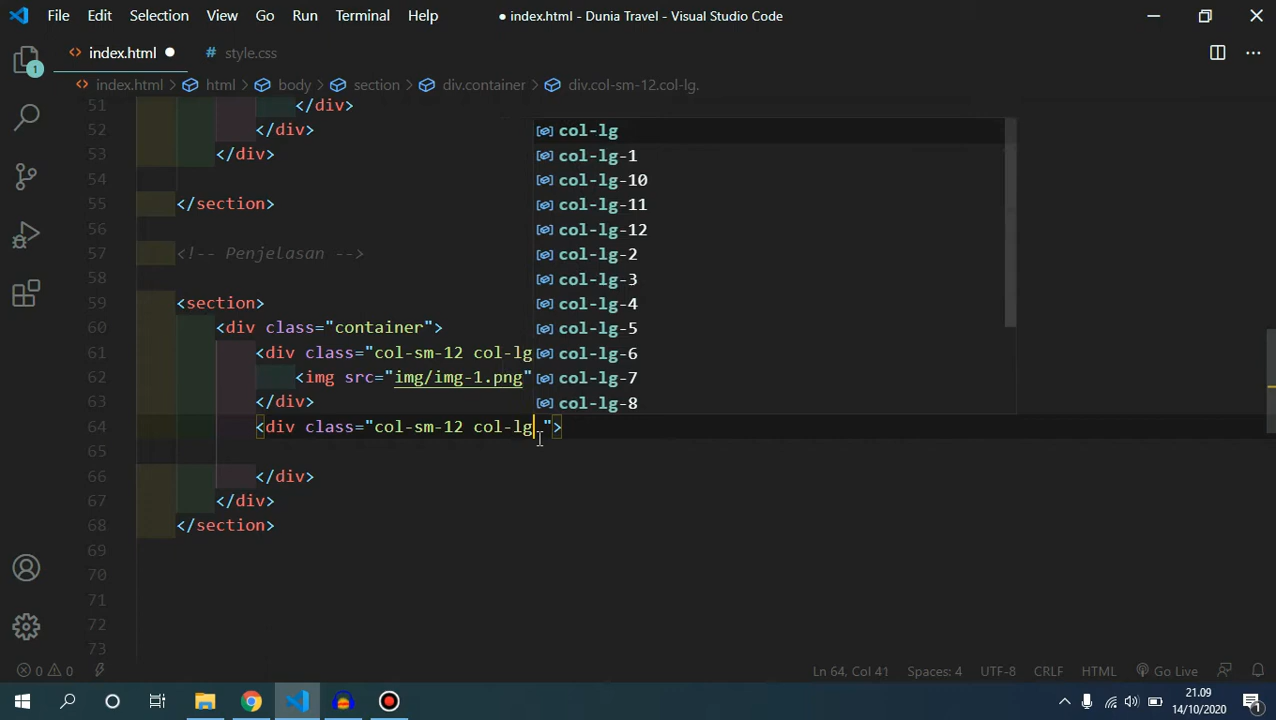 File Edit Selection View Go Run Terminal Help
● index.html - Dunia Travel - Visual Studio Code
index.html ●
# style.css
index.html > html > body > section > div.container > div.col-sm-12.col-lg.
51 </div>
52 </div>
53 </div>
54
55 </section>
56
57 <!-- Penjelasan -->
58
59 <section>
60 <div class="container">
61 <div class="col-sm-12 col-lg
62 <img src="img/img-1.png"
63 </div>
64 <div class="col-sm-12 col-lg ">
65
66 </div>
67 </div>
68 </section>
69
70
71
72
73
col-lg
col-lg-1
col-lg-10
col-lg-11
col-lg-12
col-lg-2
col-lg-3
col-lg-4
col-lg-5
col-lg-6
col-lg-7
col-lg-8
1
0 0 Ln 64, Col 41 Spaces: 4 UTF-8 CRLF HTML Go Live
21.09
14/10/2020
1